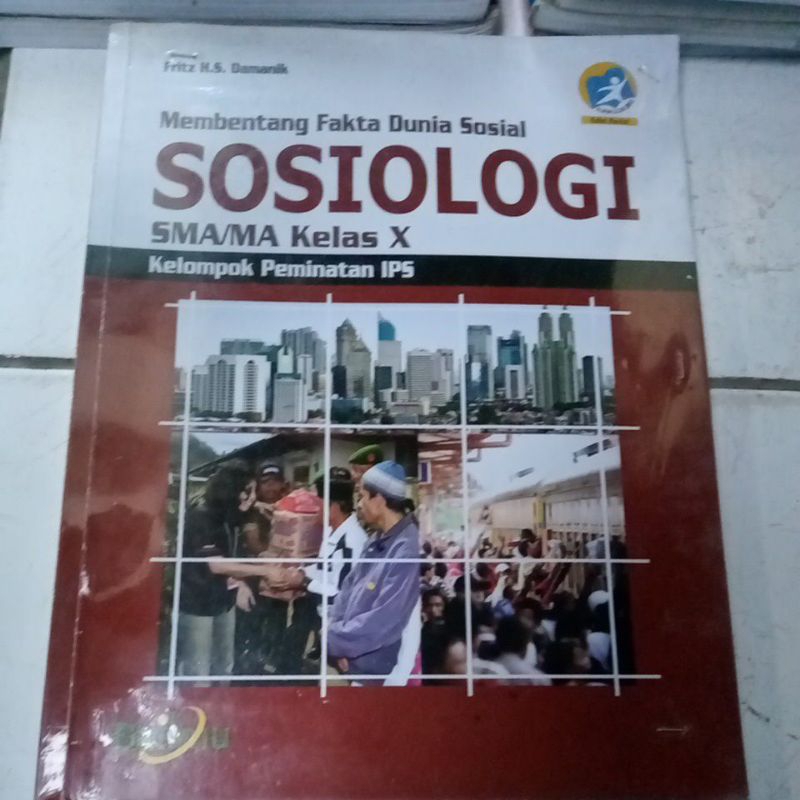 Fritz H.S. Damanik
Membentang Fakta Dunia Sosial
SOSIOLOGI
SMA/MA Kelas X
Kelompok Peminatan IPS